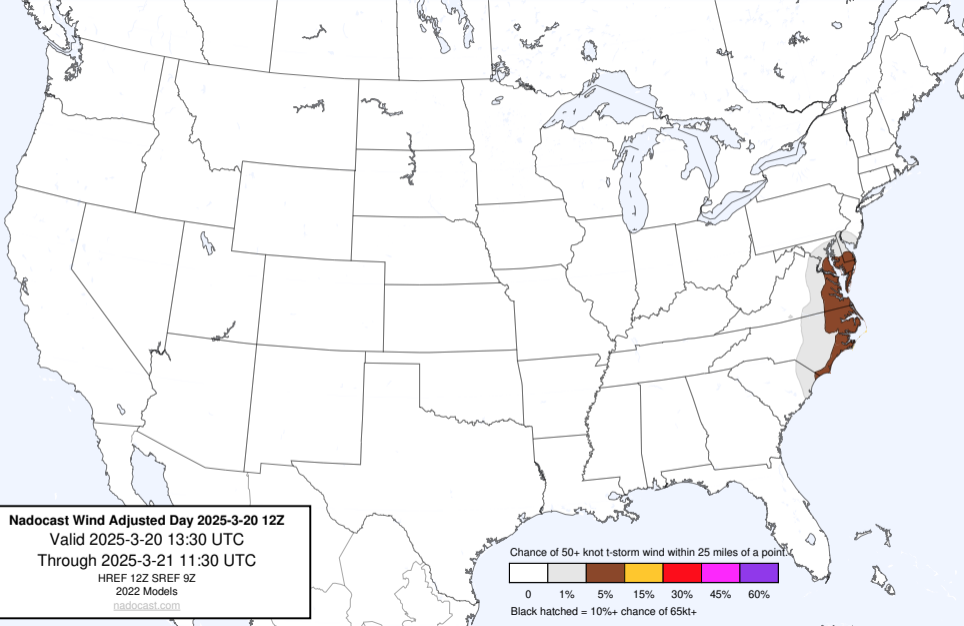 Nadocast Wind Adjusted Day 2025-3-20 12Z
Valid 2025-3-20 13:30 UTC
Through 2025-3-21 11:30 UTC
HREF 12Z SREF 9Z
2022 Models
nadocast.com
Chance of 50+ knot t-storm wind within 25 miles of a point.
0 1% 5% 15% 30% 45% 60%
Black hatched = 10%+ chance of 65kt+